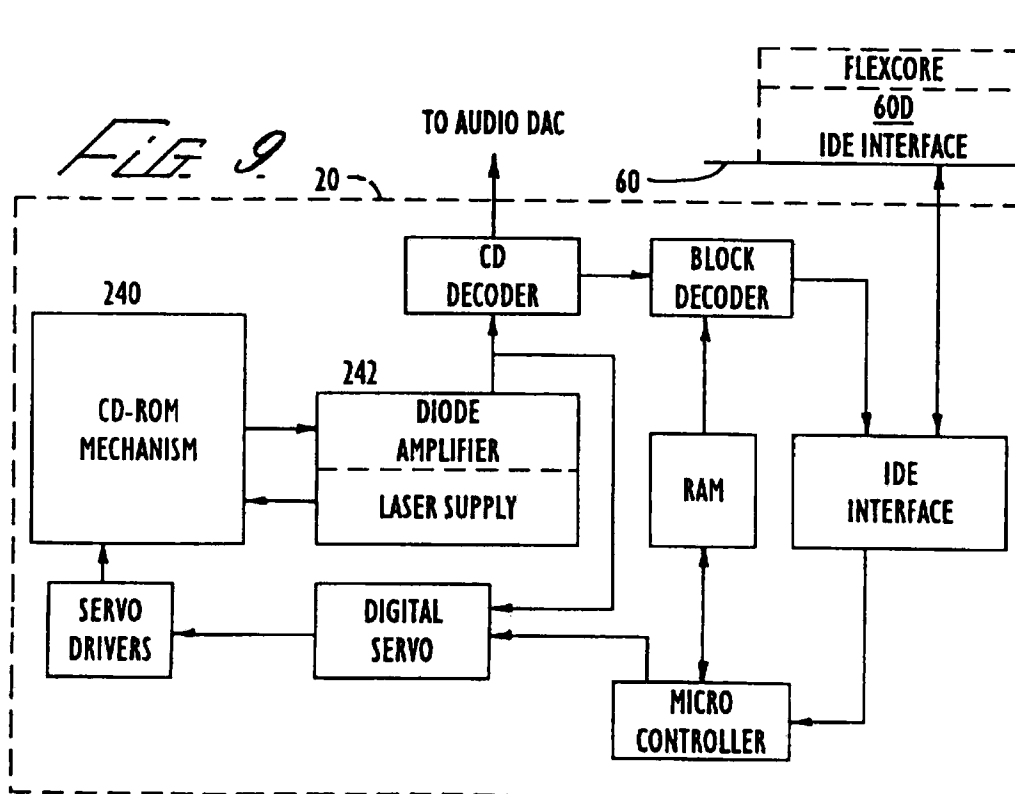 FLEXCORE
60D
IDE INTERFACE
TO AUDIO DAC
FIG. 9.
20
60
CD
DECODER
BLOCK
DECODER
240
CD-ROM
MECHANISM
242
DIODE
AMPLIFIER
LASER SUPPLY
RAM
IDE
INTERFACE
SERVO
DRIVERS
DIGITAL
SERVO
MICRO
CONTROLLER